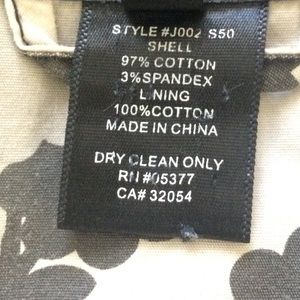 STYLE #J002 S50
SHELL
97% COTTON
3%SPANDEX
LINING
100%COTTON
MADE IN CHINA
DRY CLEAN ONLY
RN #05377
CA# 32054